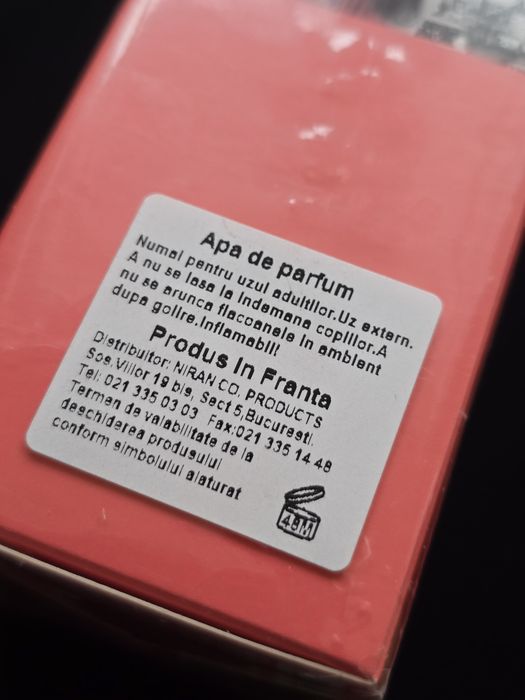 Apa de parfum
Numai pentru uzul adultilor.Uz extern.
A nu se lasa la indemana copiilor.A
nu se arunca flacoanele in ambient
dupa golire.Inflamabil!
Produs in Franta
Distribuitor: NIRAN CO. PRODUCTS
Sos.Viilor 19 bis, Sect 5,Bucuresti.
Tel: 021 335 03 03 Fax:021 335 14 48
Termen de valabilitate de la
deschiderea produsului
conform simbolului alaturat
48M